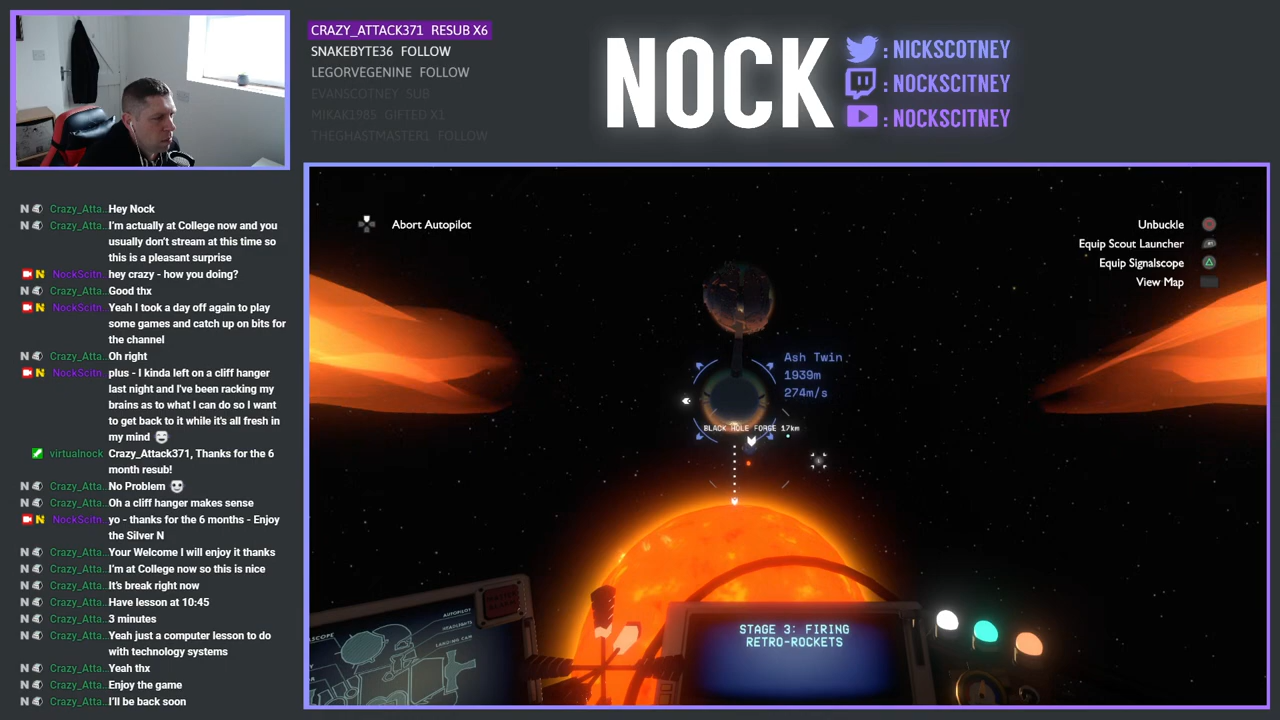 CRAZY_ATTACK371 RESUB X6
SNAKEBYTE36 FOLLOW
LEGORVEGENINE FOLLOW
EVANSCOTNEY SUB
MIKAK1985 GIFTED X1
THEGHASTMASTER1 FOLLOW
NOCK
: NICKSCOTNEY
: NOCKSCITNEY
: NOCKSCITNEY
Crazy_Atta.. Hey Nock
Crazy_Atta.. I'm actually at College now and you
usually don't stream at this time so
this is a pleasant surprise
NockScitn.. hey crazy - how you doing?
Crazy_Atta.. Good thx
NockScitn.. Yeah I took a day off again to play
some games and catch up on bits for
the channel
Crazy_Atta.. Oh right
NockScitn.. plus - I kinda left on a cliff hanger
last night and I've been racking my
brains as to what I can do so I want
to get back to it while it's all fresh in
my mind
virtualnock Crazy_Attack371, Thanks for the 6
month resub!
Crazy_Atta.. No Problem
Crazy_Atta.. Oh a cliff hanger makes sense
NockScitn.. yo - thanks for the 6 months - Enjoy
the Silver N
Crazy_Atta.. Your Welcome I will enjoy it thanks
Crazy_Atta.. I'm at College now so this is nice
Crazy_Atta.. It's break right now
Crazy_Atta.. Have lesson at 10:45
Crazy_Atta.. 3 minutes
Crazy_Atta.. Yeah just a computer lesson to do
with technology systems
Crazy_Atta.. Yeah thx
Crazy_Atta.. Enjoy the game
Crazy_Atta.. I'll be back soon
Abort Autopilot
Unbuckle
Equip Scout Launcher
Equip Signalscope
View Map
Ash Twin
1939m
274m/s
BLACK HOLE FORGE 17km
AUTOPILOT
HEADLIGHTS
LANDING CAM
STAGE 3: FIRING
RETRO-ROCKETS